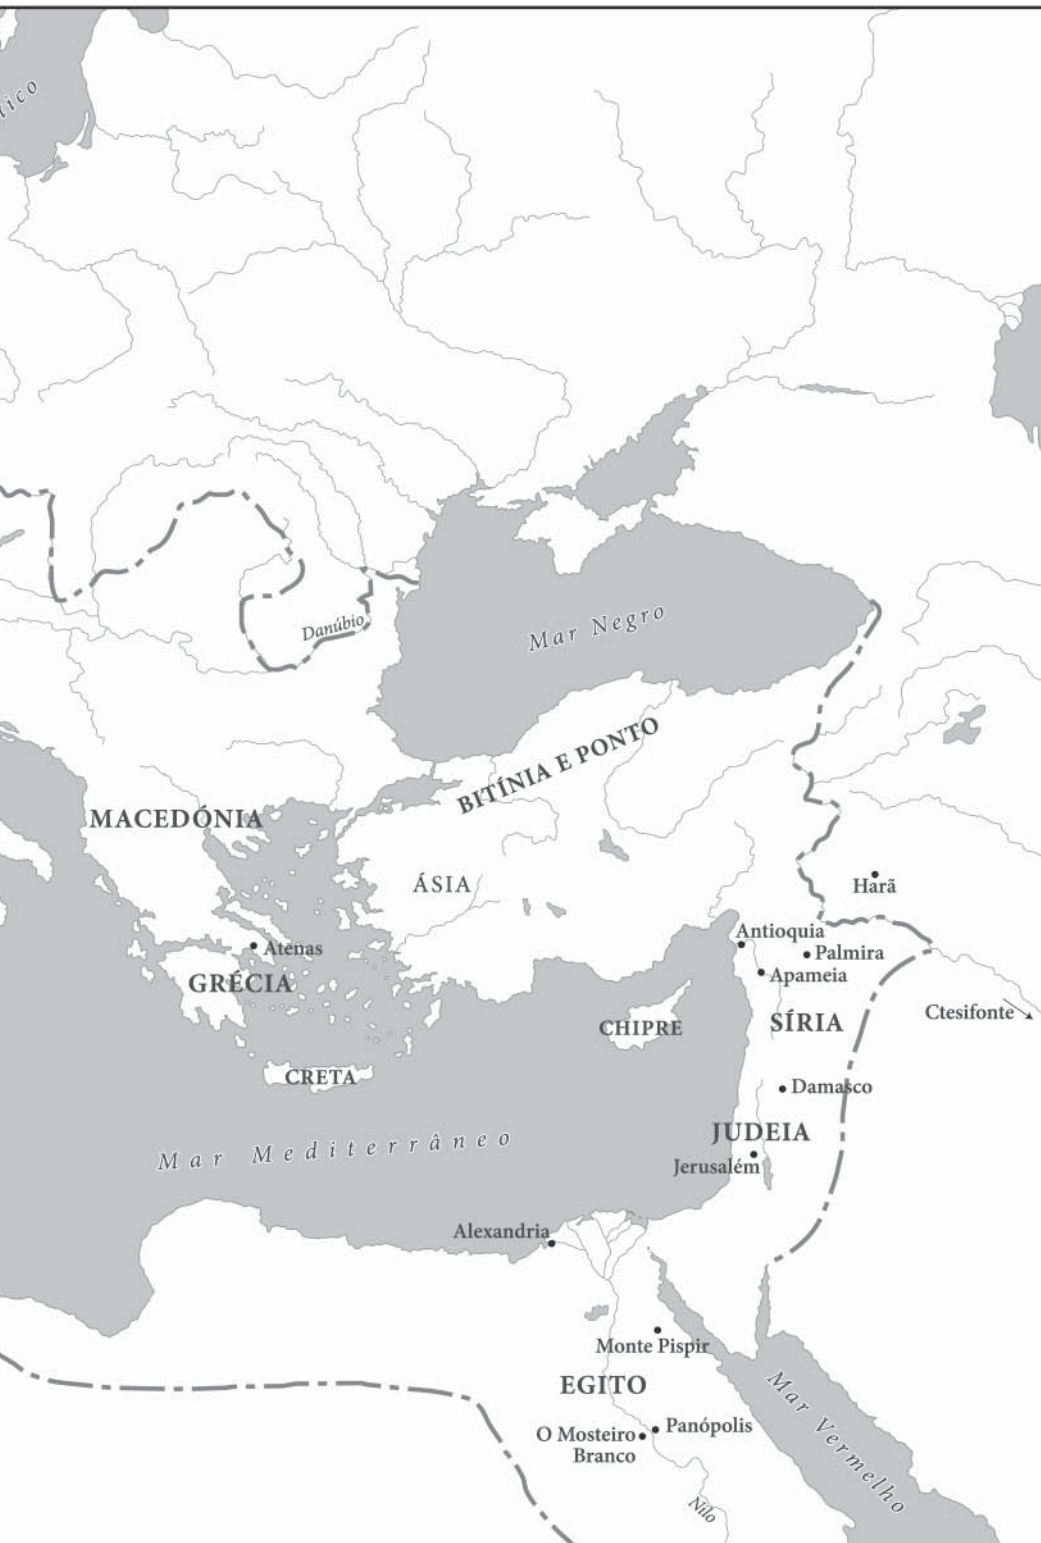 tico
Danúbio
Mar Negro
BITÍNIA E PONTO
MACEDÓNIA
Harã
ÁSIA
Antioquia
Atenas
Palmira
Apameia
GRÉCIA
Ctesifonte
SÍRIA
CHIPRE
CRETA
Damasco
JUDEIA
Mar Mediterrâneo
Jerusalém
Alexandria
Monte Pispir
EGITO
Mar Vermelho
Panópolis
O Mosteiro
Branco
Nilo